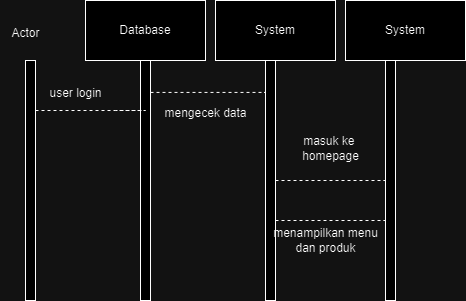 Actor
Database
System
System
user login
mengecek data
masuk ke
homepage
menampilkan menu
dan produk